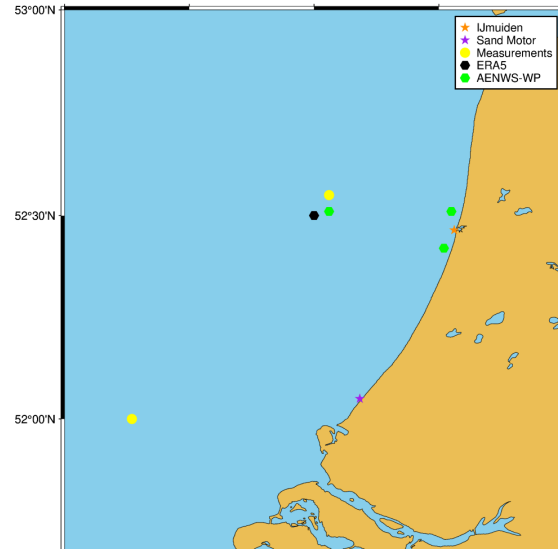 53°00'N
IJmuiden
Sand Motor
Measurements
ERA5
AENWS-WP
52°30'N
52°00'N